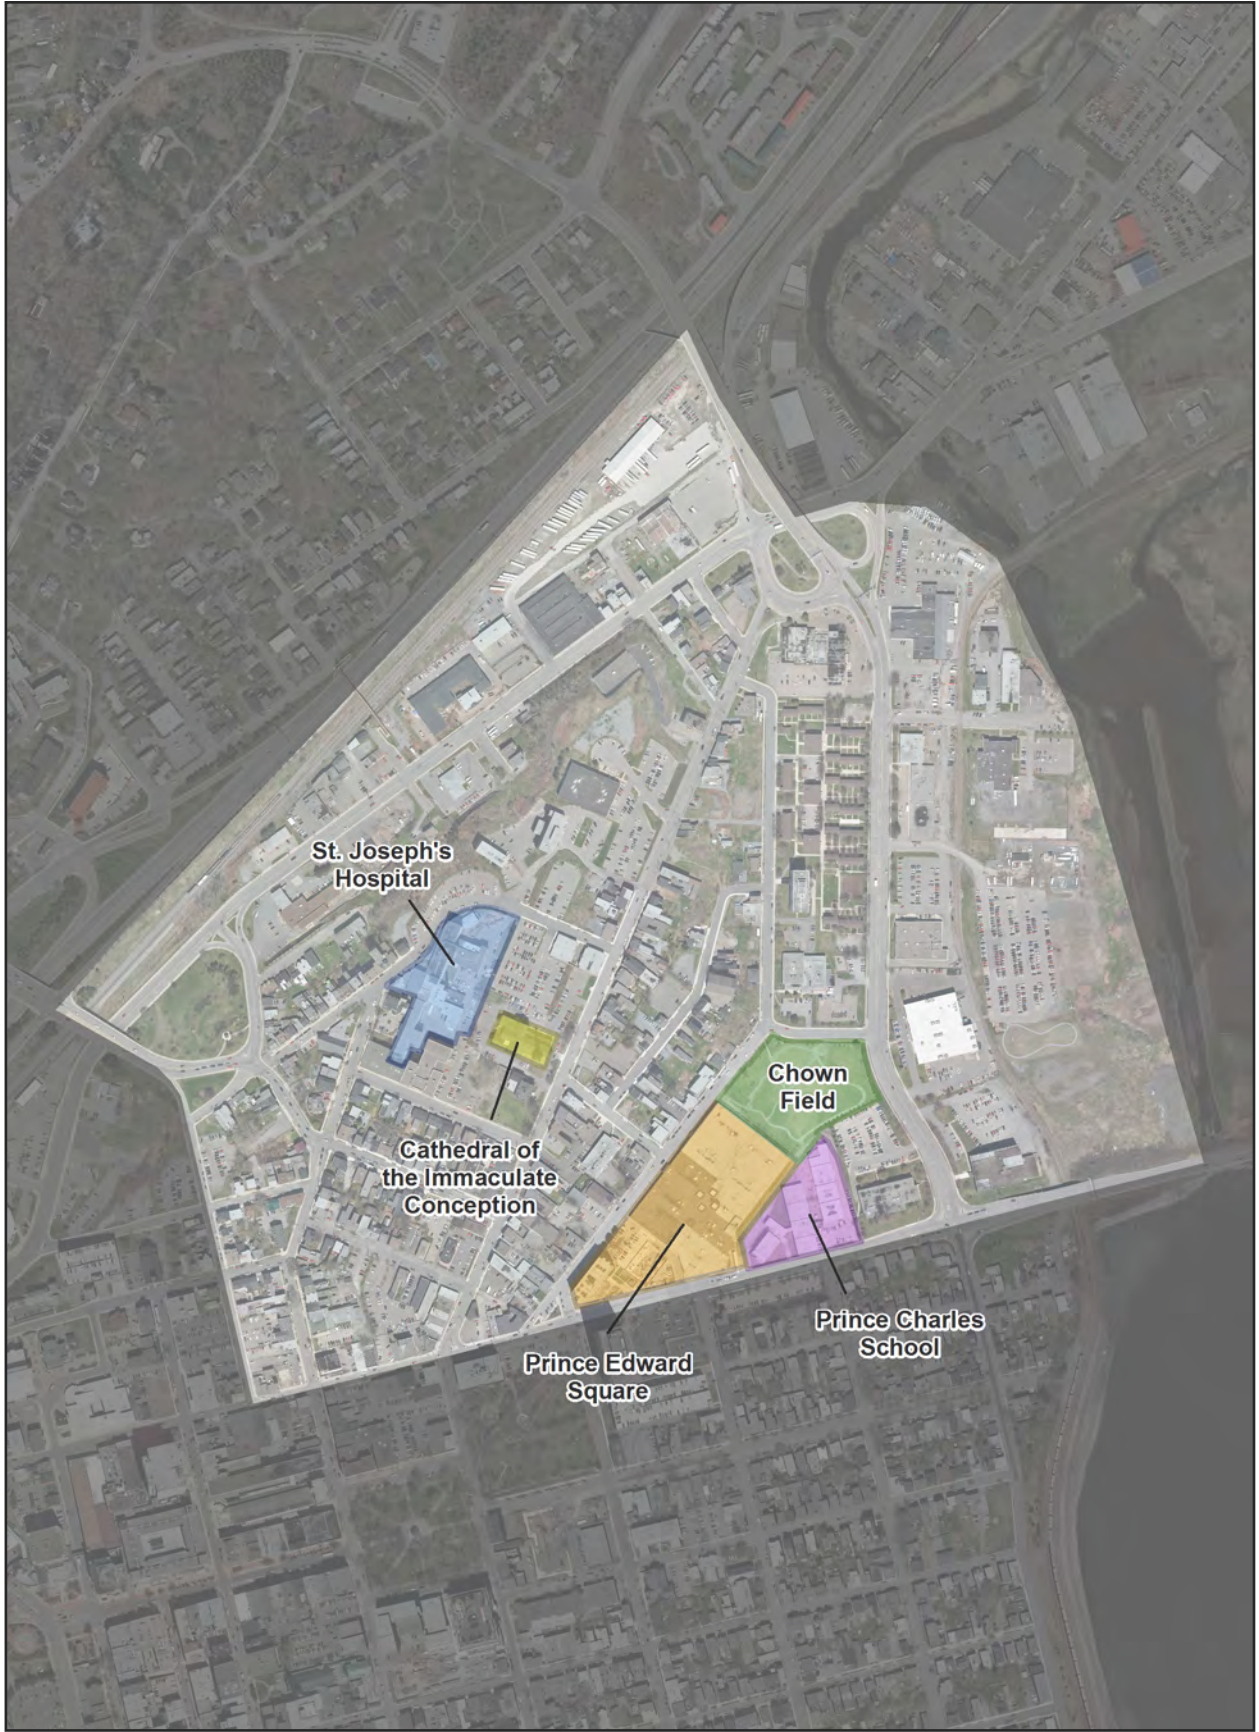 St. Joseph's
Hospital
Chown
Field
Cathedral of
the Immaculate
Conception
Prince Charles
School
Prince Edward
Square